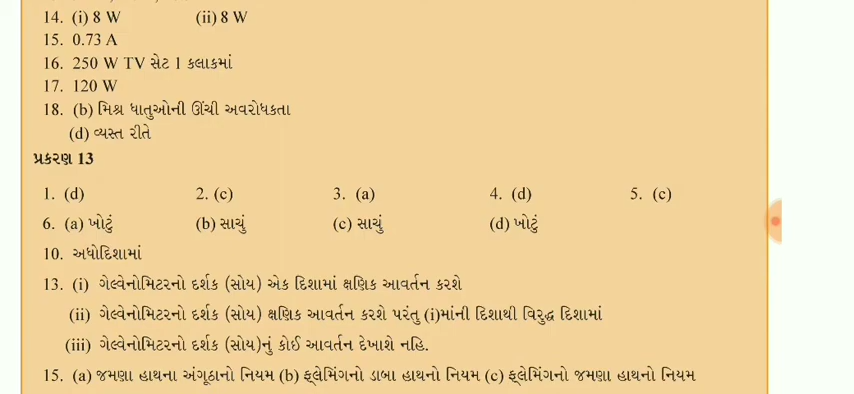 14. (i) 8 W (ii) 8 W
15. 0.73 A
16. 250 W TV સેટ 1 કલાકમાં
17. 120 W
18. (b) મિશ્ર ધાતુઓની ઊંચી અવરોધકતા
(d) વ્યસ્ત રીતે
પ્રકરણ 13
1. (d) 2. (c) 3. (a) 4. (d) 5. (c)
6. (a) ખોટું (b) સાચું (c) સાચું (d) ખોટું
10. અધોદિશામાં
13. (i) ગેલ્વેનોમિટરનો દર્શક (સોય) એક દિશામાં ક્ષણિક આવર્તન કરશે
(ii) ગેલ્વેનોમિટરનો દર્શક (સોય) ક્ષણિક આવર્તન કરશે પરંતુ (i)માંની દિશાથી વિરુદ્ધ દિશામાં
(iii) ગેલ્વેનોમિટરનો દર્શક (સોય)નું કોઈ આવર્તન દેખાશે નહિ.
15. (a) જમણા હાથના અંગૂઠાનો નિયમ (b) ફ્લેમિંગનો ડાબા હાથનો નિયમ (c) ફ્લેમિંગનો જમણા હાથનો નિયમ